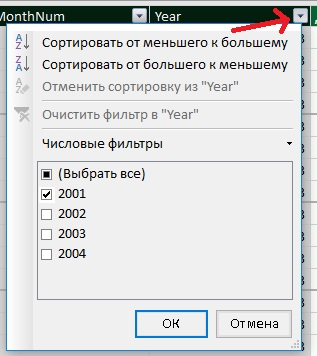 MonthNum Year
Сортировать от меньшего к большему
Сортировать от большего к меньшему
Отменить сортировку из "Year"
Очистить фильтр в "Year"
Числовые фильтры
(Выбрать все)
2001
2002
2003
2004
ОК Отмена